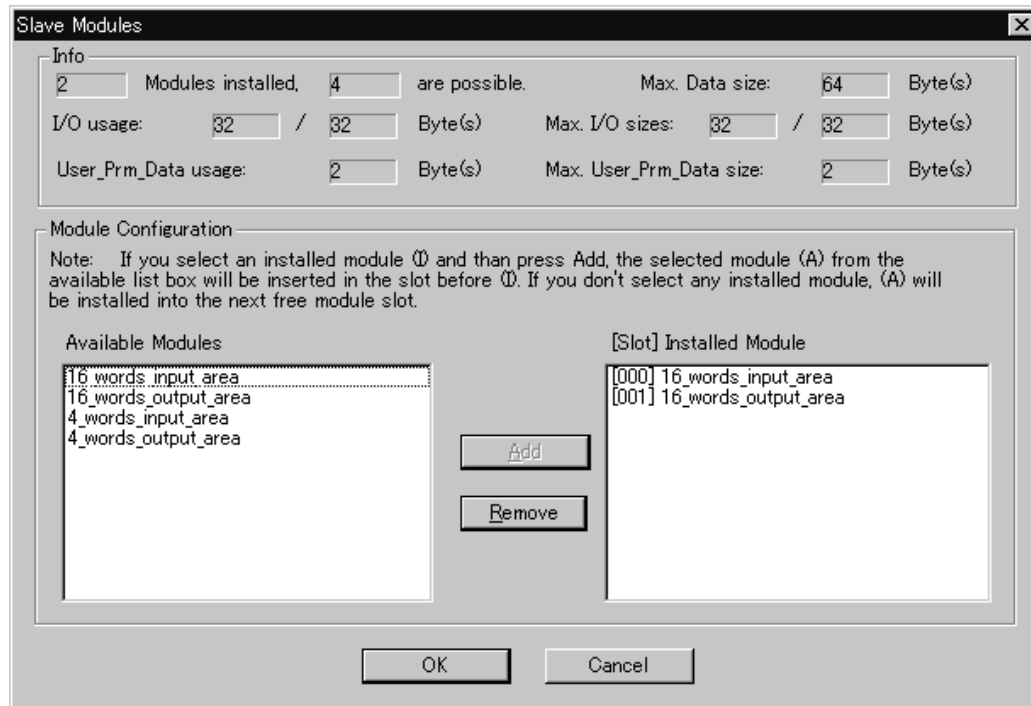 Slave Modules
Info
2 Modules installed, 4 are possible. Max. Data size: 64 Byte(s)
I/O usage: 32 / 32 Byte(s) Max. I/O sizes: 32 / 32 Byte(s)
User_Prm_Data usage: 2 Byte(s) Max. User_Prm_Data size: 2 Byte(s)
Module Configuration
Note: If you select an installed module (I) and then press Add, the selected module (A) from the
available list box will be inserted in the slot before (I). If you don't select any installed module, (A) will
be installed into the next free module slot.
Available Modules
16_words_input_area
16_words_output_area
4_words_input_area
4_words_output_area
Add
Remove
[Slot] Installed Module
[000] 16_words_input_area
[001] 16_words_output_area
OK Cancel